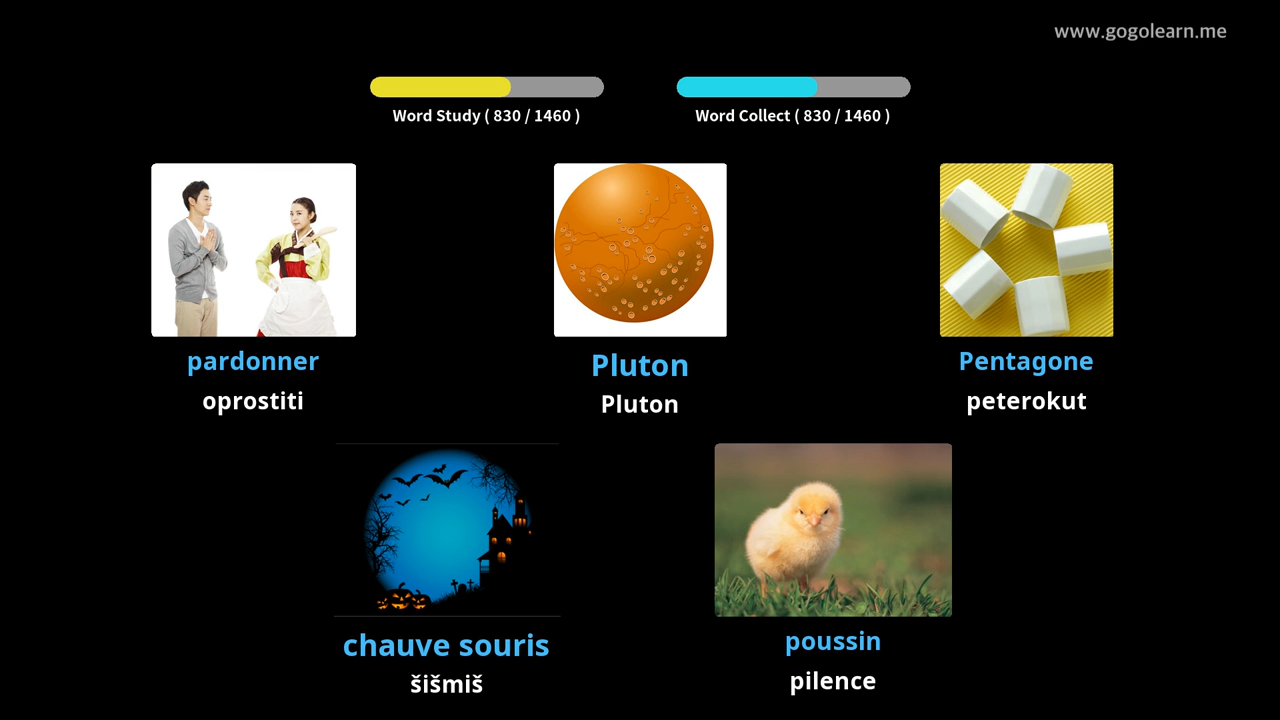 www.gogolearn.me
Word Study ( 830 / 1460 )
Word Collect ( 830 / 1460 )
pardonner
oprostiti
Pluton
Pluton
Pentagone
peterokut
chauve souris
šišmiš
poussin
pilence